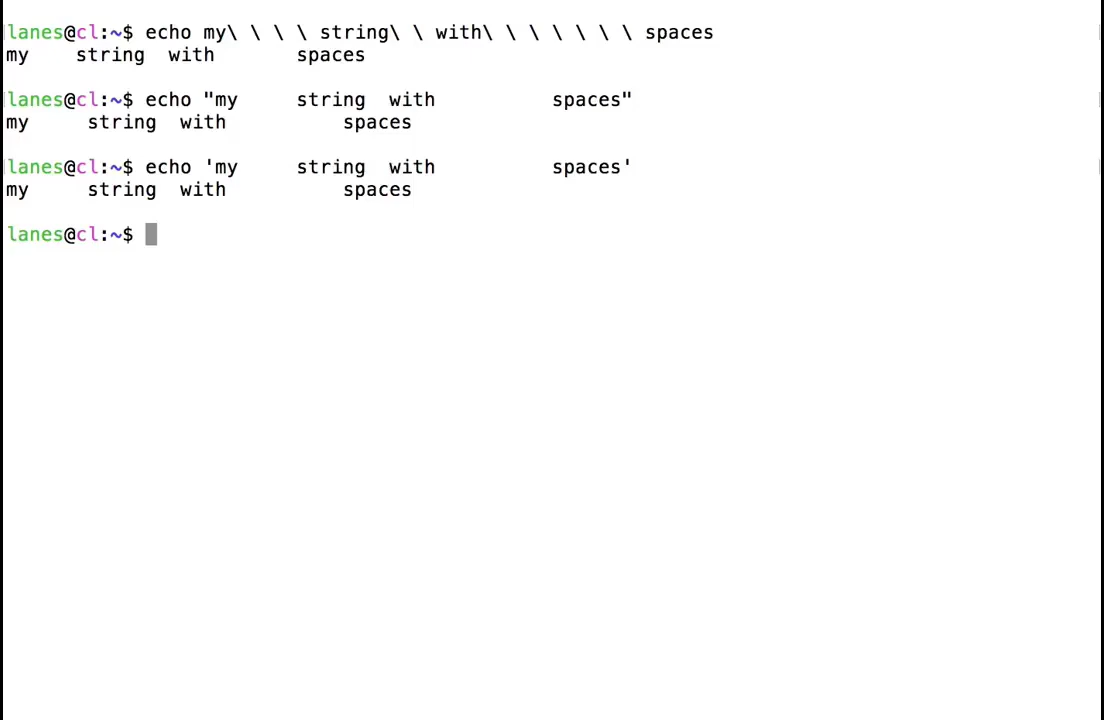 lanes@cl:~$ echo my\ \ \ \ string\ \ with\ \ \ \ \ \ \ spaces
my    string  with       spaces
lanes@cl:~$ echo "my     string  with          spaces"
my     string  with          spaces
lanes@cl:~$ echo 'my     string  with          spaces'
my     string  with          spaces
lanes@cl:~$